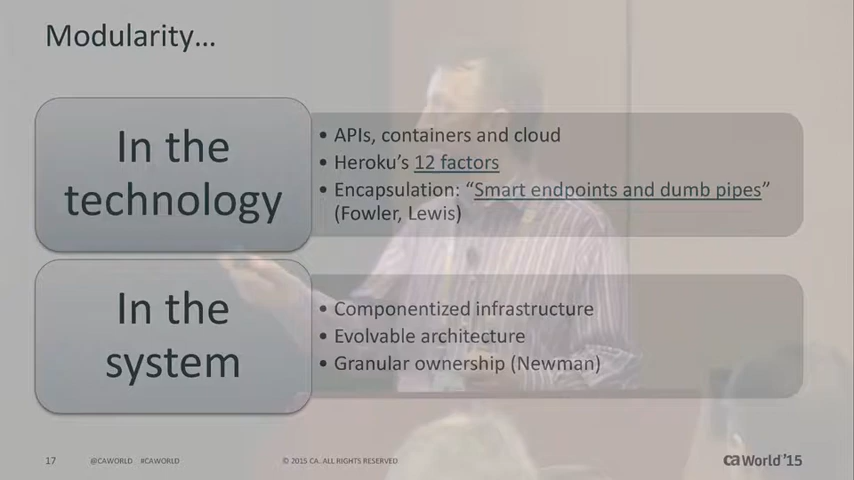 Modularity...
In the
technology
• APIs, containers and cloud
• Heroku's 12 factors
• Encapsulation: “Smart endpoints and dumb pipes”
(Fowler, Lewis)
In the
system
• Componentized infrastructure
• Evolvable architecture
• Granular ownership (Newman)
17 @CAWORLD #CAWORLD © 2015 CA. ALL RIGHTS RESERVED ca World '15